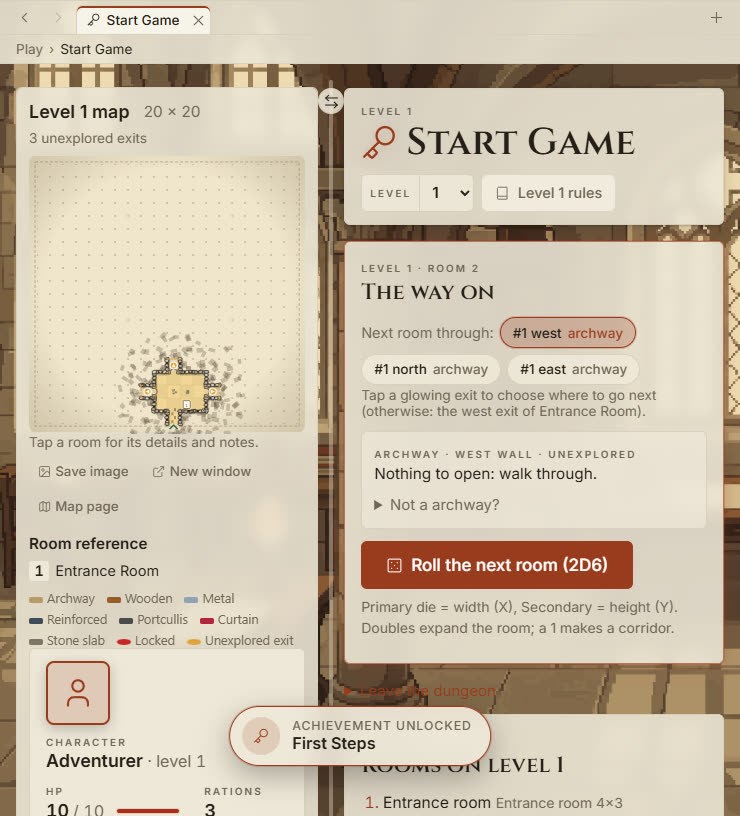 Start Game
Play › Start Game
Level 1 map 20 × 20
3 unexplored exits
Tap a room for its details and notes.
Save image New window
Map page
Room reference
1 Entrance Room
Archway Wooden Metal
Reinforced Portcullis Curtain
Stone slab Locked Unexplored exit
CHARACTER
Adventurer · level 1
HP RATIONS
10 / 10 3
LEVEL 1
START GAME
LEVEL 1 Level 1 rules
LEVEL 1 · ROOM 2
THE WAY ON
Next room through: #1 west archway
#1 north archway #1 east archway
Tap a glowing exit to choose where to go next
(otherwise: the west exit of Entrance Room).
ARCHWAY · WEST WALL · UNEXPLORED
Nothing to open: walk through.
Not a archway?
Roll the next room (2D6)
Primary die = width (X), Secondary = height (Y).
Doubles expand the room; a 1 makes a corridor.
Leave the dungeon
ACHIEVEMENT UNLOCKED
First Steps
ROOMS ON LEVEL 1
1. Entrance room Entrance room 4×3